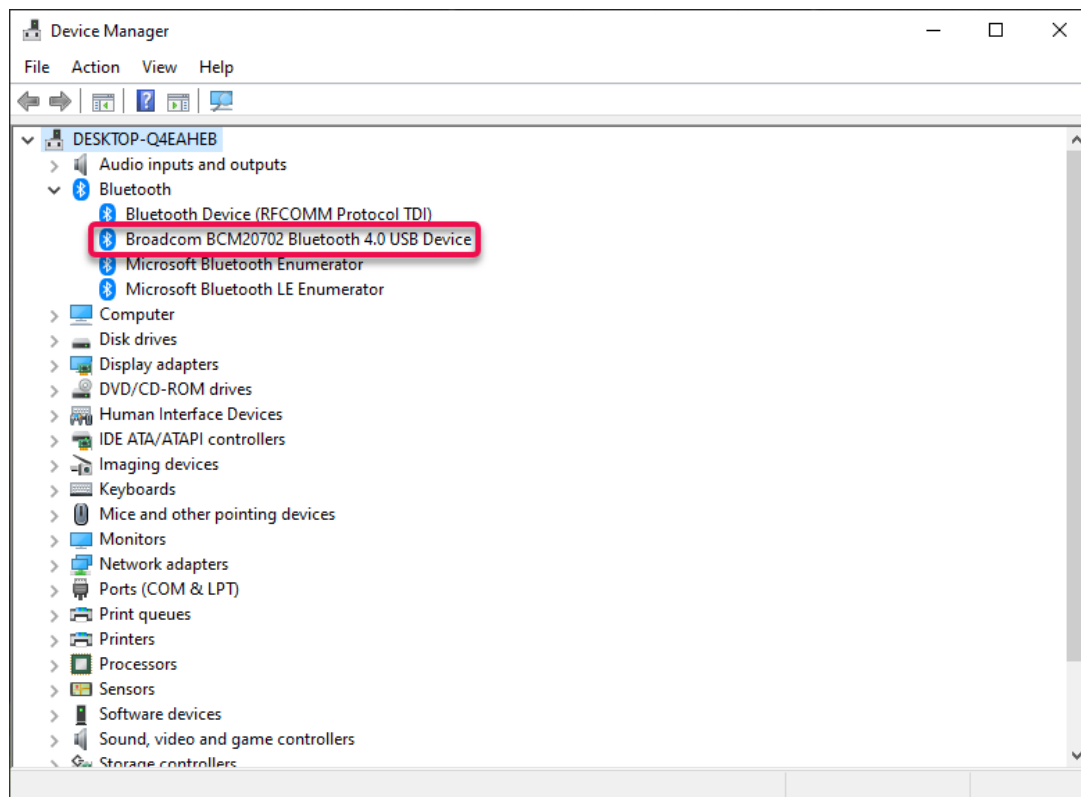 Device Manager
File Action View Help
DESKTOP-Q4EAHEB
Audio inputs and outputs
Bluetooth
Bluetooth Device (RFCOMM Protocol TDI)
Broadcom BCM20702 Bluetooth 4.0 USB Device
Microsoft Bluetooth Enumerator
Microsoft Bluetooth LE Enumerator
Computer
Disk drives
Display adapters
DVD/CD-ROM drives
Human Interface Devices
IDE ATA/ATAPI controllers
Imaging devices
Keyboards
Mice and other pointing devices
Monitors
Network adapters
Ports (COM & LPT)
Print queues
Printers
Processors
Sensors
Software devices
Sound, video and game controllers
Storage controllers